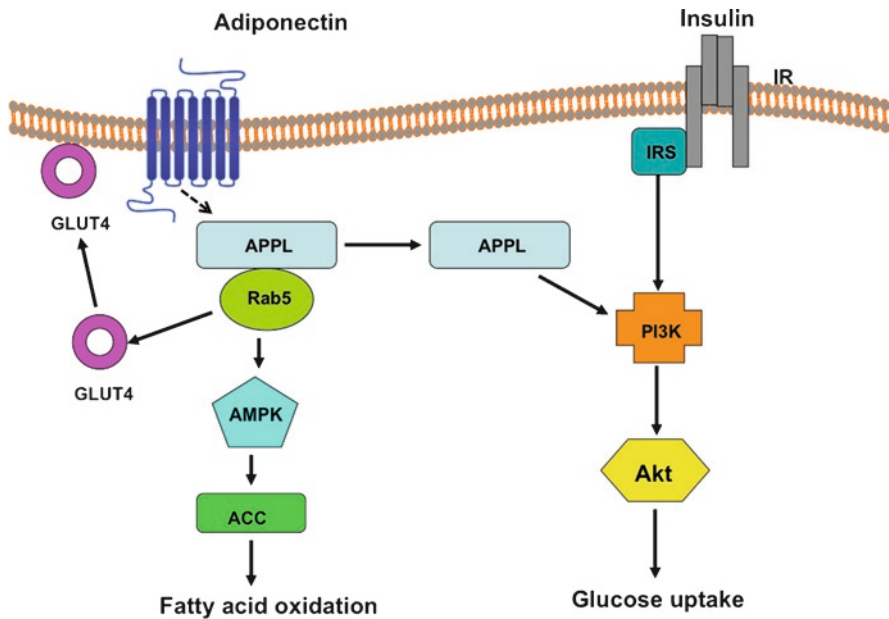 Adiponectin
Insulin
IR
IRS
GLUT4
APPL
APPL
Rab5
PI3K
GLUT4
AMPK
Akt
ACC
Fatty acid oxidation
Glucose uptake